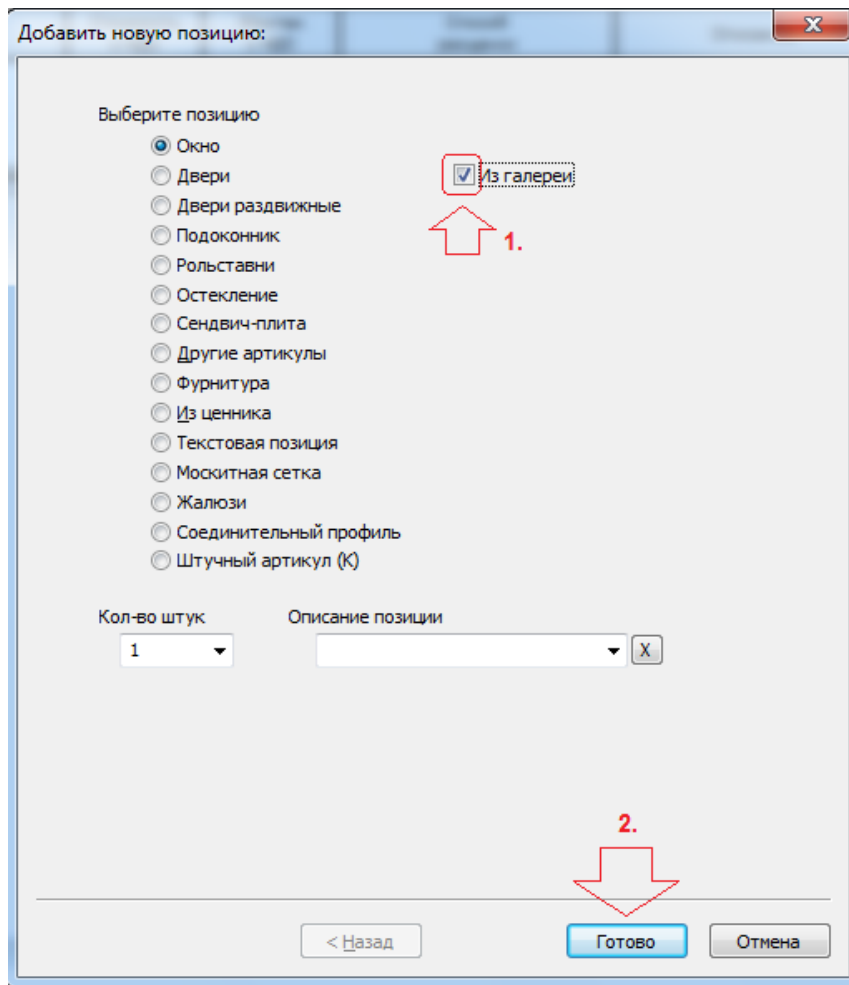 Добавить новую позицию:
X
Выберите позицию
Окно
Двери
Из галереи
1.
Двери раздвижные
Подоконник
Рольставни
Остекление
Сендвич-плита
Другие артикулы
Фурнитура
Из ценника
Текстовая позиция
Москитная сетка
Жалюзи
Соединительный профиль
Штучный артикул (К)
Кол-во штук
Описание позиции
1
X
2.
< Назад
Готово
Отмена